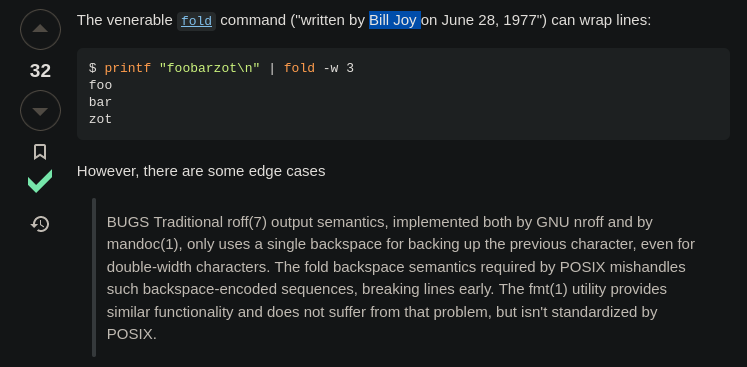 The venerable fold command ("written by Bill Joy on June 28, 1977") can wrap lines:
32
$ printf "foobarzot\n" | fold -w 3
foo
bar
zot
However, there are some edge cases
BUGS Traditional roff(7) output semantics, implemented both by GNU nroff and by
mandoc(1), only uses a single backspace for backing up the previous character, even for
double-width characters. The fold backspace semantics required by POSIX mishandles
such backspace-encoded sequences, breaking lines early. The fmt(1) utility provides
similar functionality and does not suffer from that problem, but isn't standardized by
POSIX.